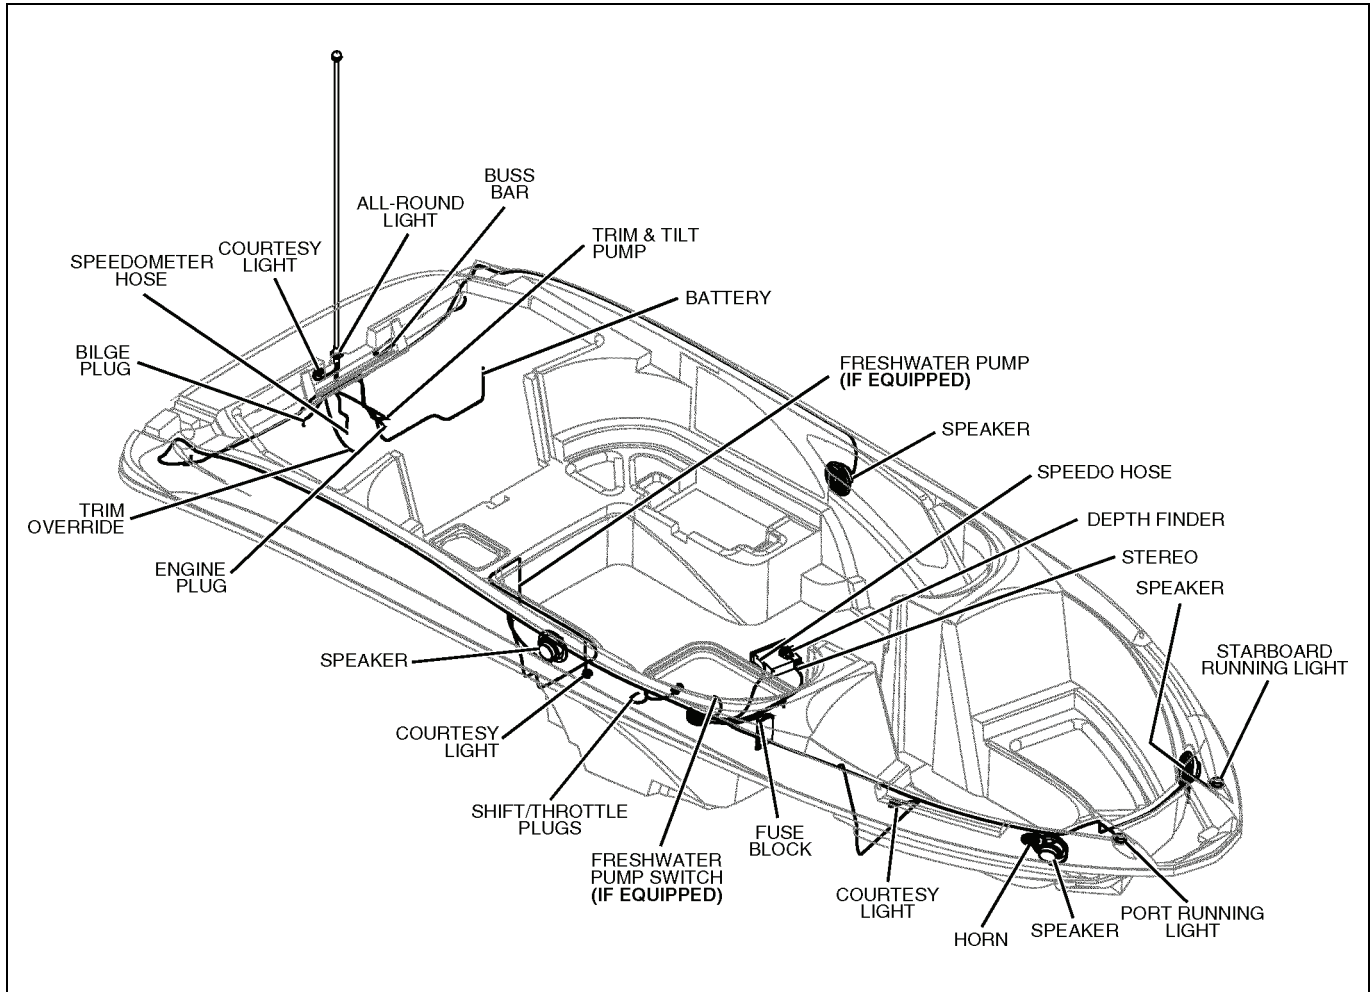 BUSS
BAR
ALL-ROUND
LIGHT
COURTESY
LIGHT
SPEEDOMETER
HOSE
TRIM & TILT
PUMP
BATTERY
BILGE
PLUG
FRESHWATER PUMP
(IF EQUIPPED)
SPEAKER
SPEEDO HOSE
DEPTH FINDER
STEREO
SPEAKER
TRIM
OVERRIDE
ENGINE
PLUG
STARBOARD
RUNNING LIGHT
SPEAKER
COURTESY
LIGHT
SHIFT/THROTTLE
PLUGS
FRESHWATER
PUMP SWITCH
(IF EQUIPPED)
FUSE
BLOCK
COURTESY
LIGHT
HORN
SPEAKER
PORT RUNNING
LIGHT